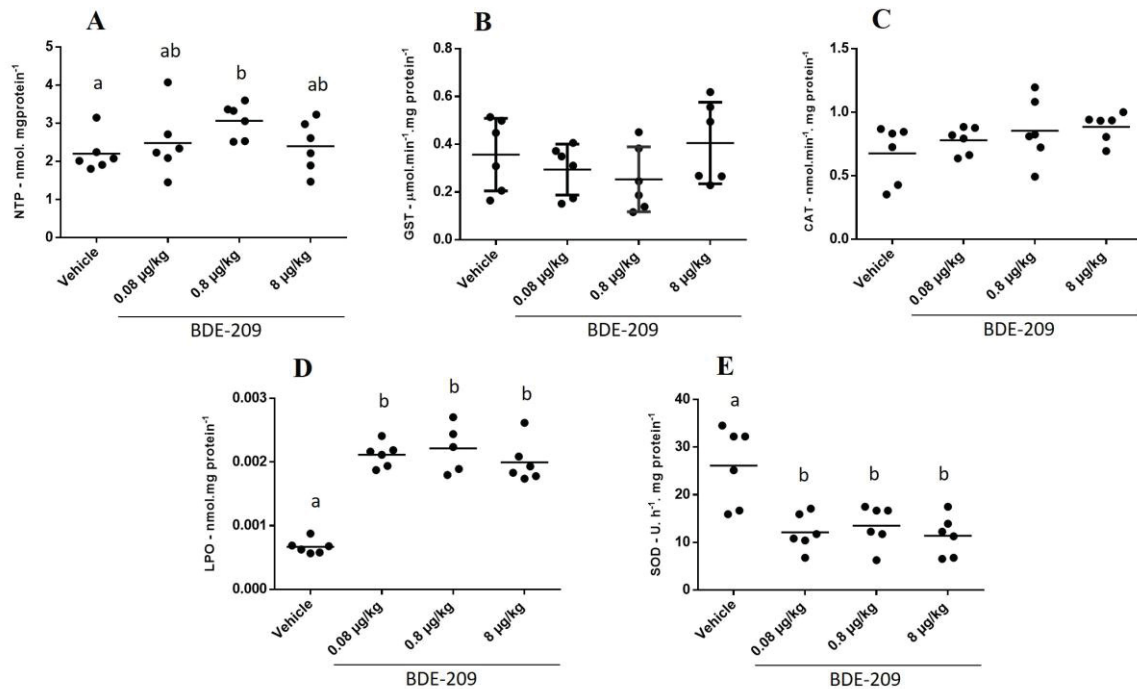 A
NTP - nmol. mgprotein⁻¹
5
4
3
2
1
0
a
ab
b
ab
Vehicle
0.08 µg/kg
0.8 µg/kg
8 µg/kg
BDE-209
B
GST - µmol.min⁻¹. mg protein⁻¹
0.8
0.6
0.4
0.2
0.0
Vehicle
0.08 µg/kg
0.8 µg/kg
8 µg/kg
BDE-209
C
CAT - nmol.min⁻¹. mg protein⁻¹
1.5
1.0
0.5
0.0
Vehicle
0.08 µg/kg
0.8 µg/kg
8 µg/kg
BDE-209
D
LPO - nmol.mg protein⁻¹
0.003
0.002
0.001
0.000
a
b
b
b
Vehicle
0.08 µg/kg
0.8 µg/kg
8 µg/kg
BDE-209
E
SOD - U. h⁻¹. mg protein⁻¹
40
30
20
10
0
a
b
b
b
Vehicle
0.08 µg/kg
0.8 µg/kg
8 µg/kg
BDE-209